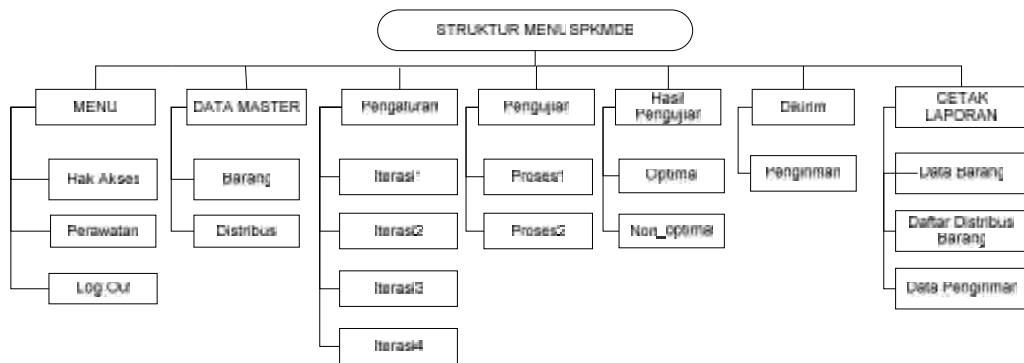 STRUKTUR MENU SPKMDB
MENU
DATA MASTER
Pengaturan
Pengujian
Hasil
Pengujian
Dikirim
CETAK
LAPORAN
Hak Akses
Barang
Iterasi1
Proses1
Optimal
Pengiriman
Data Barang
Perawatan
Distribusi
Iterasi2
Proses2
Non_optimal
Daftar Distribusi
Barang
Log Out
Iterasi3
Data Pengiriman
Iterasi4